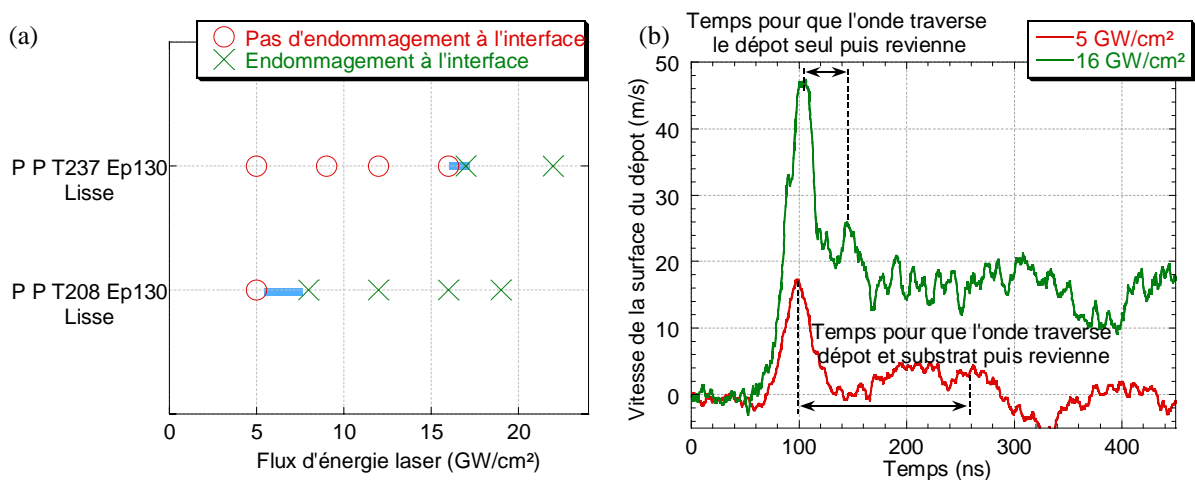 (a)
Pas d'endommagement à l'interface
Endommagement à l'interface
P P T237 Ep130
Lisse
P P T208 Ep130
Lisse
0
5
10
15
20
Flux d'énergie laser (GW/cm²)
(b)
Temps pour que l'onde traverse
le dépot seul puis revienne
5 GW/cm²
16 GW/cm²
Vitesse de la surface du dépot (m/s)
50
40
30
20
10
0
Temps pour que l'onde traverse
dépot et substrat puis revienne
0
100
200
300
400
Temps (ns)